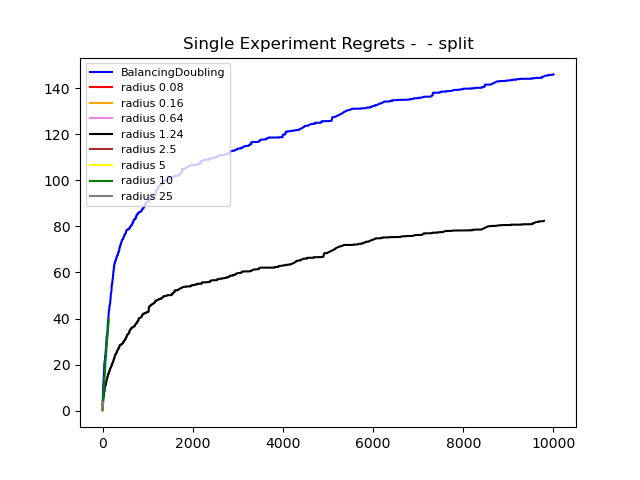 Single Experiment Regrets -  - split
BalancingDoubling
radius 0.08
radius 0.16
radius 0.64
radius 1.24
radius 2.5
radius 5
radius 10
radius 25
140
120
100
80
60
40
20
0
0 2000 4000 6000 8000 10000